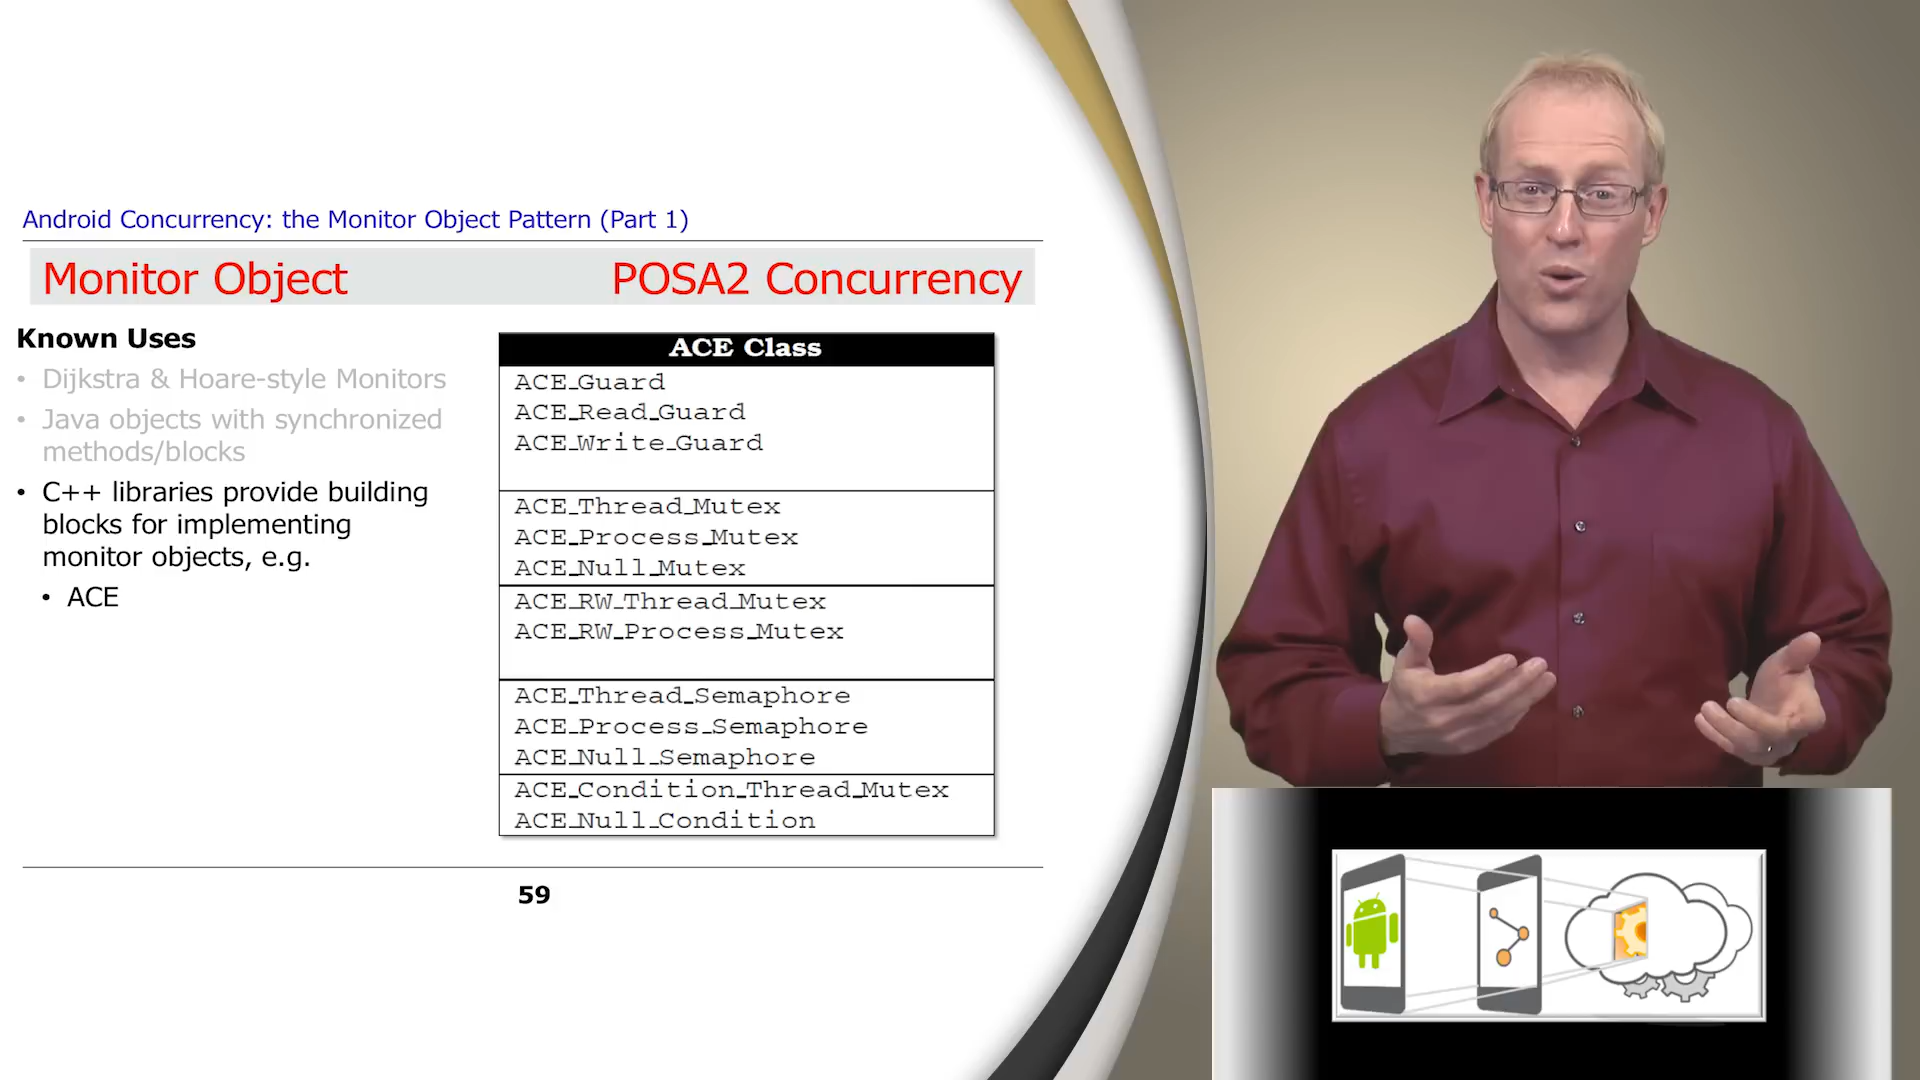 Android Concurrency: the Monitor Object Pattern (Part 1)
Monitor Object POSA2 Concurrency
Known Uses
• Dijkstra & Hoare-style Monitors
• Java objects with synchronized
methods/blocks
• C++ libraries provide building
blocks for implementing
monitor objects, e.g.
• ACE
ACE Class
ACE_Guard
ACE_Read_Guard
ACE_Write_Guard
ACE_Thread_Mutex
ACE_Process_Mutex
ACE_Null_Mutex
ACE_RW_Thread_Mutex
ACE_RW_Process_Mutex
ACE_Thread_Semaphore
ACE_Process_Semaphore
ACE_Null_Semaphore
ACE_Condition_Thread_Mutex
ACE_Null_Condition
59